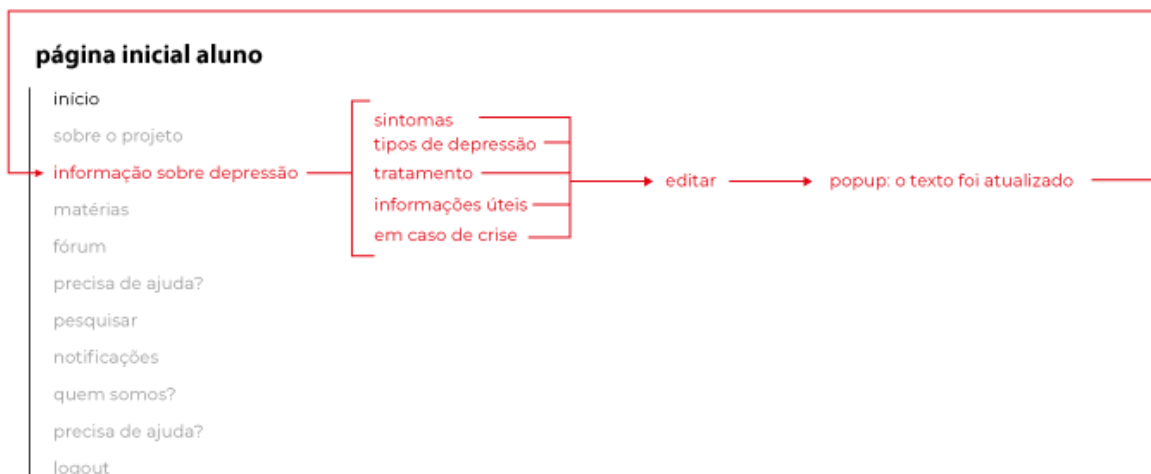 página inicial aluno
início
sobre o projeto
informação sobre depressão
matérias
fórum
precisa de ajuda?
pesquisar
notificações
quem somos?
precisa de ajuda?
logout
sintomas
tipos de depressão
tratamento
informações úteis
em caso de crise
editar
popup: o texto foi atualizado